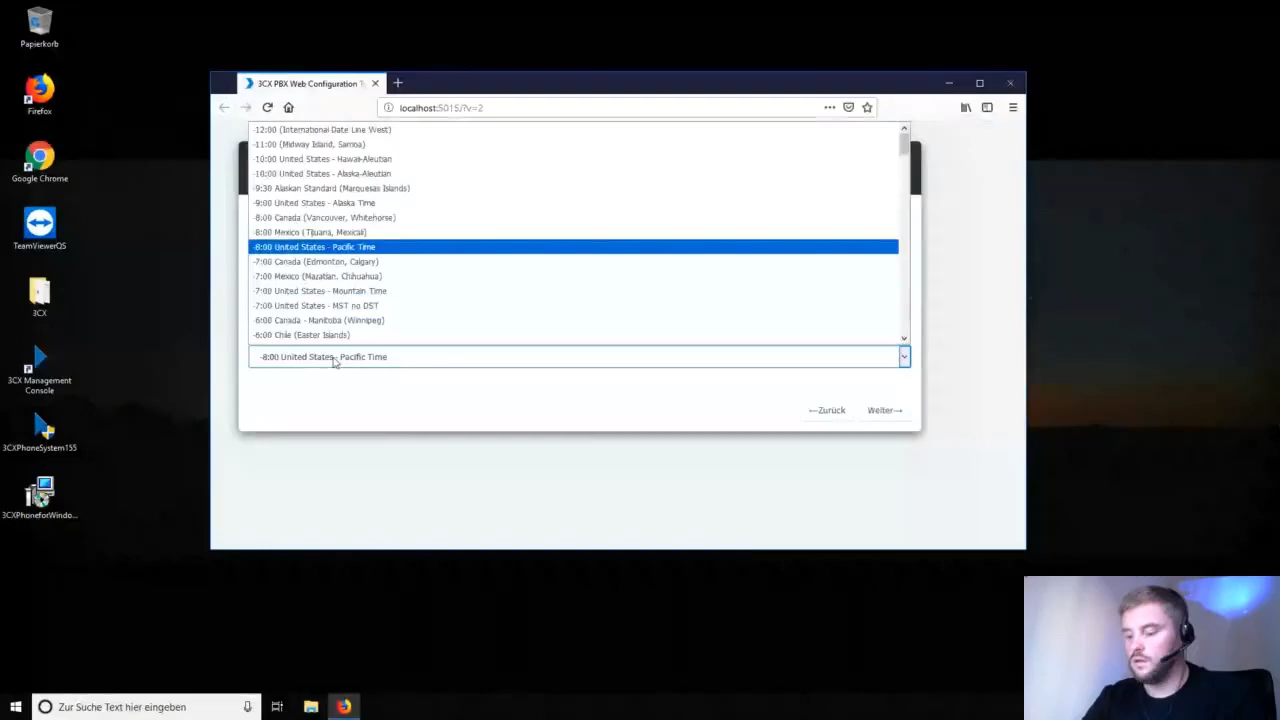 Papierkorb
Firefox
Google Chrome
TeamViewerQS
3CX
3CX Management
Console
3CXPhoneSystem155
3CXPhoneforWindo...
3CX PBX Web Configuration T
localhost:5015/?v=2
-12:00 (International Date Line West)
-11:00 (Midway Island, Samoa)
-10:00 United States - Hawaii-Aleutian
-10:00 United States - Alaska-Aleutian
-9:30 Alaskan Standard (Marquesas Islands)
-9:00 United States - Alaska Time
-8:00 Canada (Vancouver, Whitehorse)
-8:00 Mexico (Tijuana, Mexicali)
-8:00 United States - Pacific Time
-7:00 Canada (Edmonton, Calgary)
-7:00 Mexico (Mazatlan, Chihuahua)
-7:00 United States - Mountain Time
-7:00 United States - MST no DST
-6:00 Canada - Manitoba (Winnipeg)
-6:00 Chile (Easter Islands)
-8:00 United States - Pacific Time
←Zurück Weiter→
Zur Suche Text hier eingeben